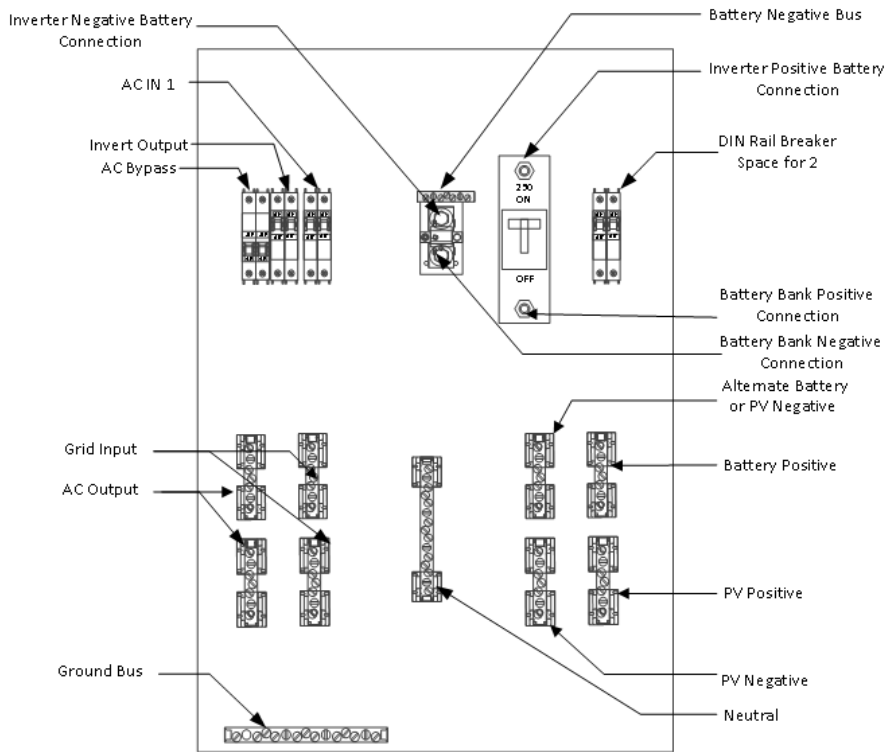 Inverter Negative Battery
Connection
AC IN 1
Invert Output
AC Bypass
Battery Negative Bus
Inverter Positive Battery
Connection
DIN Rail Breaker
Space for 2
250
ON
OFF
Battery Bank Positive
Connection
Battery Bank Negative
Connection
Alternate Battery
or PV Negative
Grid Input
AC Output
Battery Positive
PV Positive
Ground Bus
PV Negative
Neutral